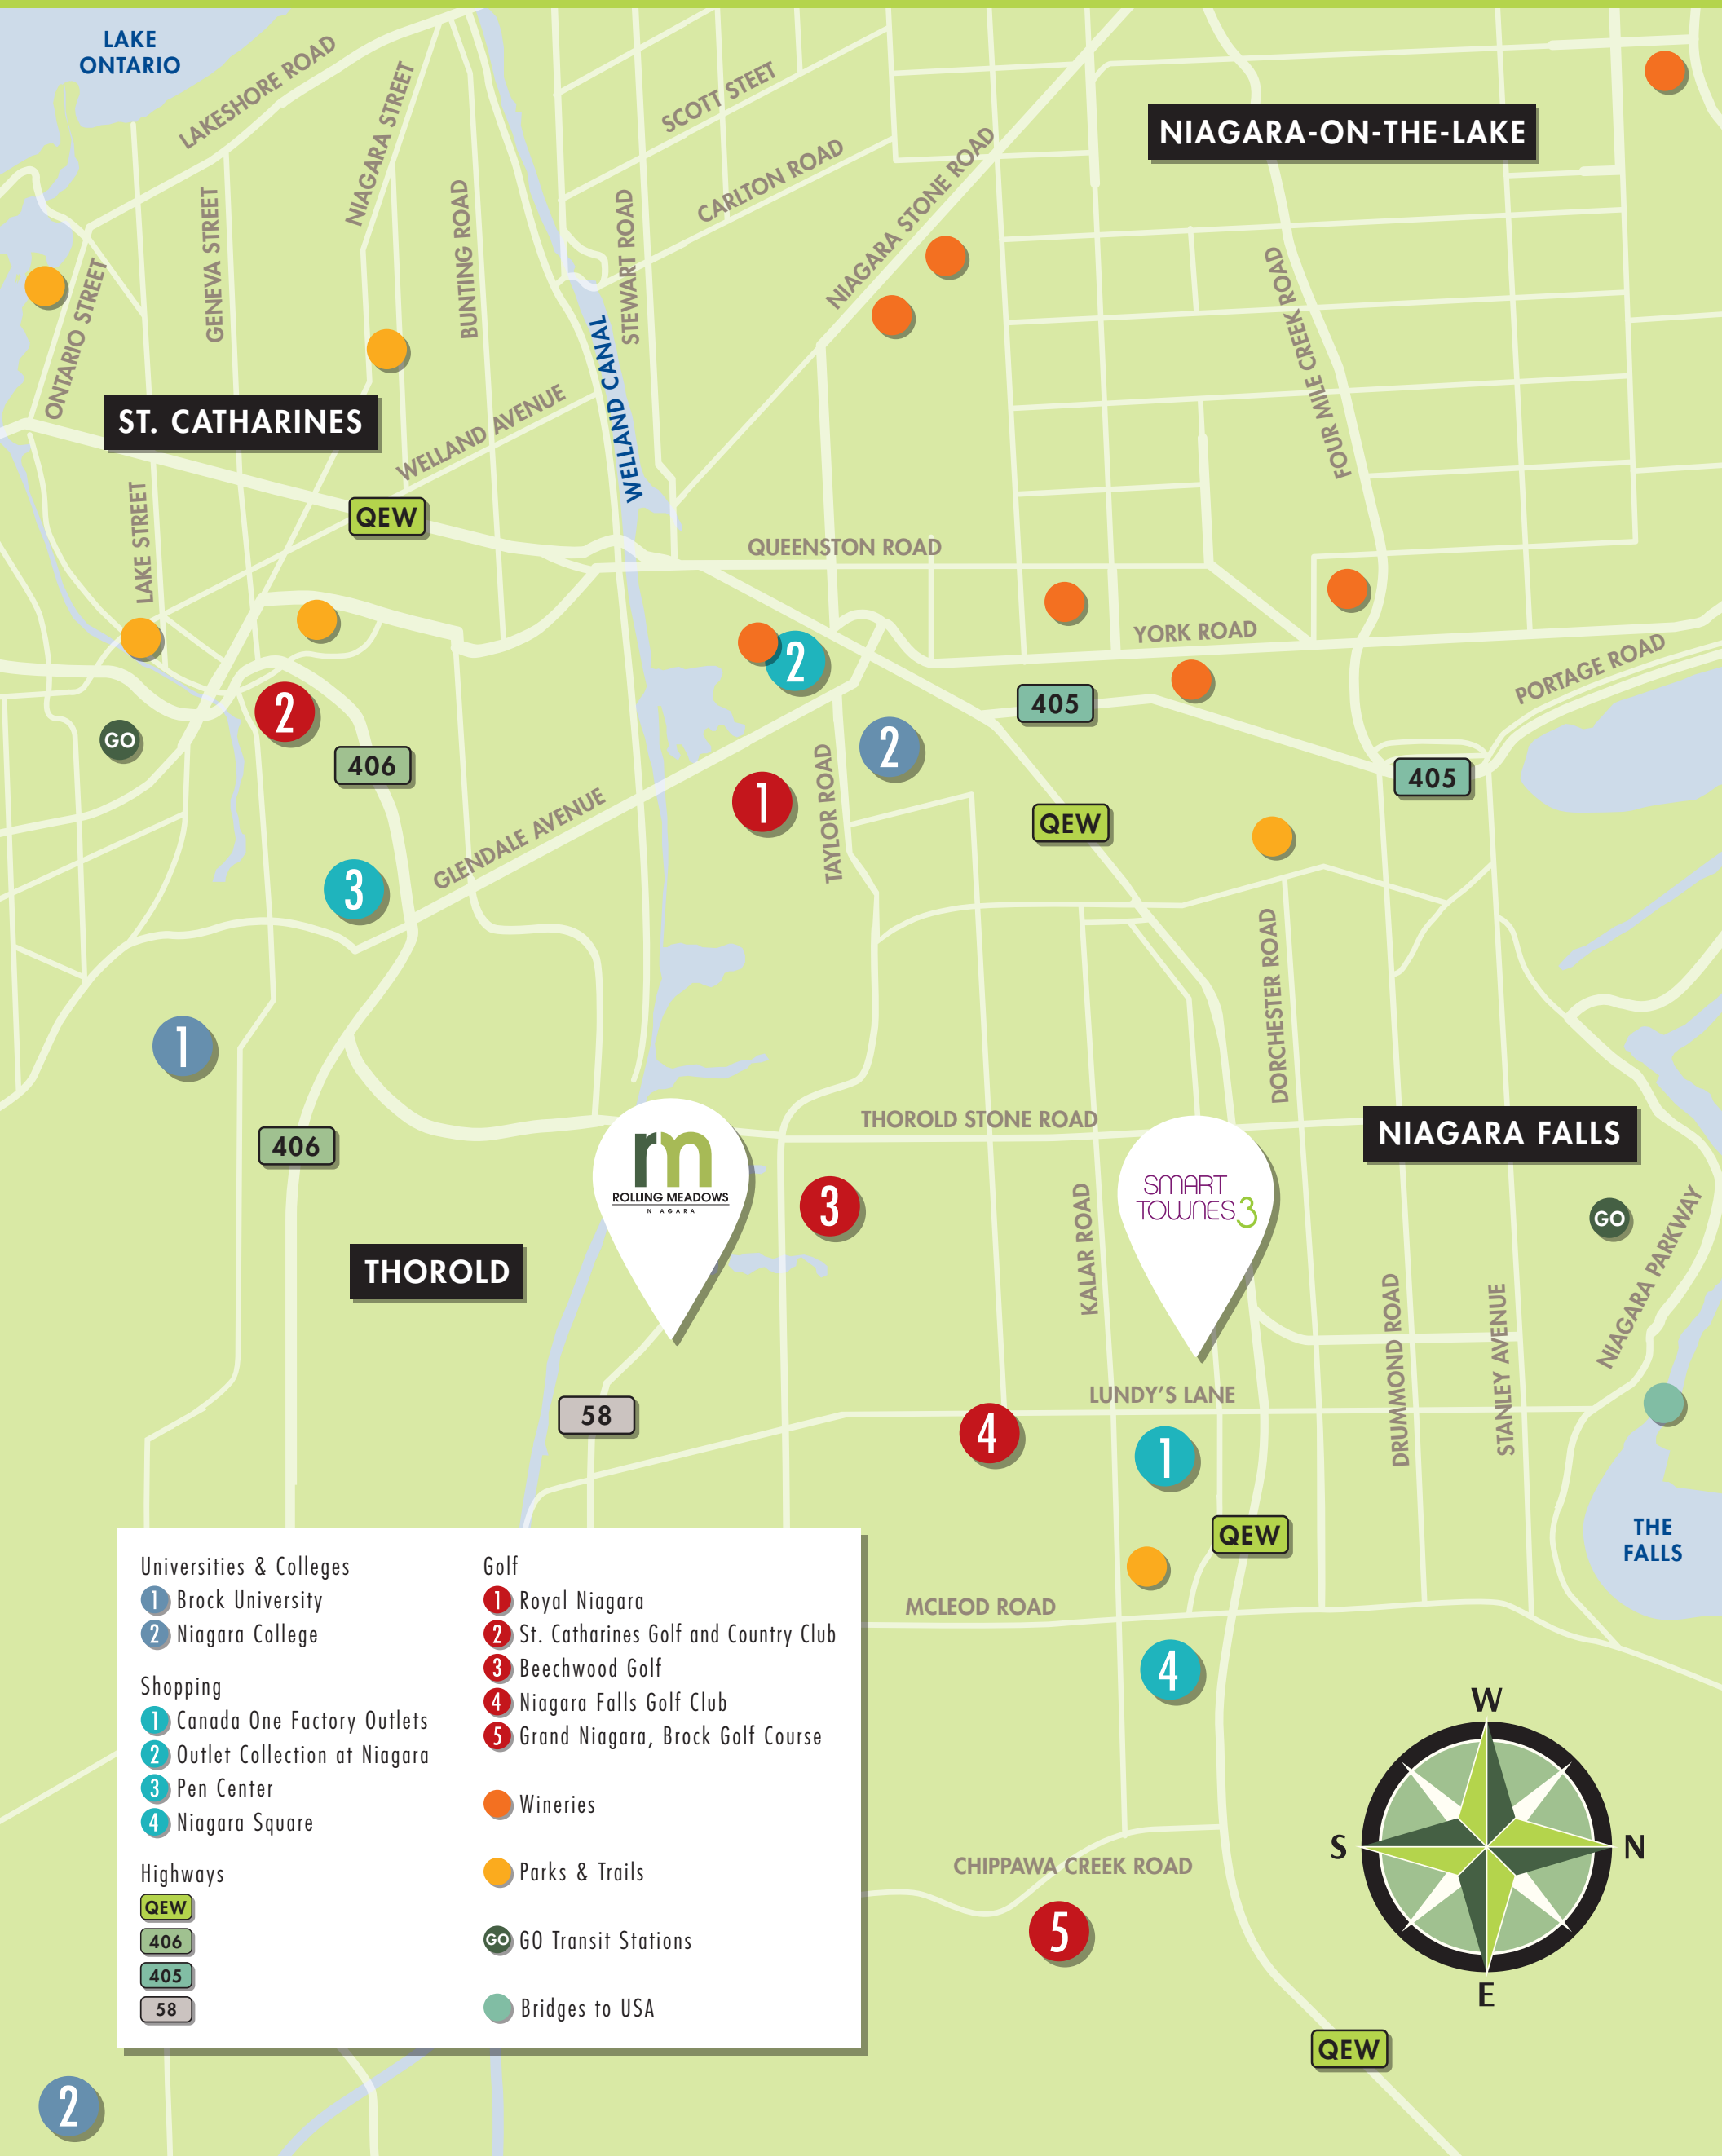 LAKE
ONTARIO
LAKESHORE ROAD
NIAGARA STREET
SCOTT STEET
CARLTON ROAD
NIAGARA STONE ROAD
NIAGARA-ON-THE-LAKE
GENEVA STREET
BUNTING ROAD
STEWART ROAD
ONTARIO STREET
WELLAND CANAL
FOUR MILE CREEK ROAD
ST. CATHARINES
WELLAND AVENUE
LAKE STREET
QEW
QUEENSTON ROAD
YORK ROAD
PORTAGE ROAD
2
2
GO
406
405
2
405
1
TAYLOR ROAD
QEW
GLENDALE AVENUE
3
DORCHESTER ROAD
1
406
THOROLD STONE ROAD
NIAGARA FALLS
rm
ROLLING MEADOWS
NIAGARA
3
SMART
TOWNES 3
GO
KALAR ROAD
NIAGARA PARKWAY
THOROLD
DRUMMOND ROAD
STANLEY AVENUE
58
LUNDY'S LANE
4
1
QEW
THE
FALLS
MCLEOD ROAD
4
Universities & Colleges
1 Brock University
2 Niagara College
Shopping
1 Canada One Factory Outlets
2 Outlet Collection at Niagara
3 Pen Center
4 Niagara Square
Highways
QEW
406
405
58
Golf
1 Royal Niagara
2 St. Catharines Golf and Country Club
3 Beechwood Golf
4 Niagara Falls Golf Club
5 Grand Niagara, Brock Golf Course
Wineries
Parks & Trails
GO GO Transit Stations
Bridges to USA
CHIPPAWA CREEK ROAD
5
W
S
N
E
QEW
2